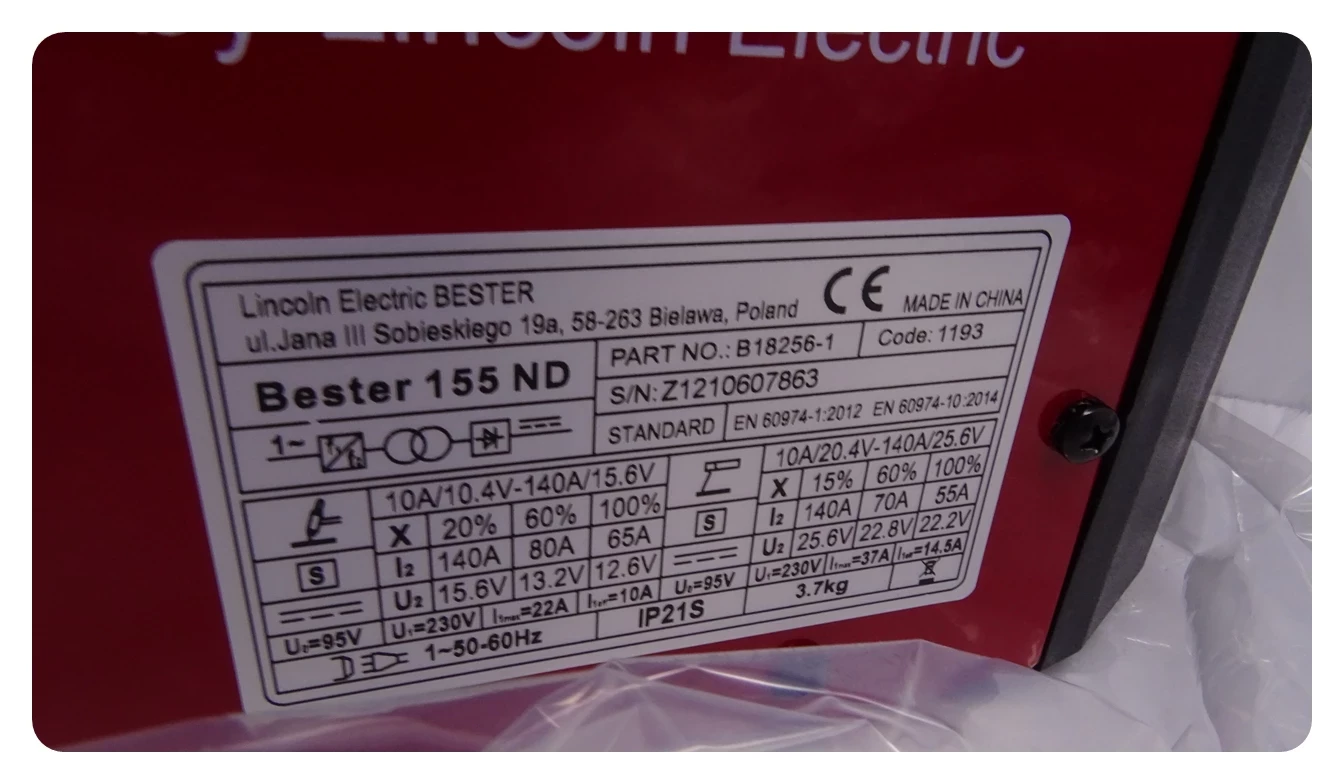 by Lincoln Electric
Lincoln Electric BESTER
ul.Jana III Sobieskiego 19a, 58-263 Bielawa, Poland
CE
MADE IN CHINA
Bester 155 ND
PART NO.: B18256-1
Code: 1193
S/N: Z1210607863
STANDARD
EN 60974-1:2012 EN 60974-10:2014
1~
10A/10.4V-140A/15.6V
X 20% 60% 100%
S
I2 140A 80A 65A
U2 15.6V 13.2V 12.6V
U0=95V
U1=230V
I1max=22A
I1eff=10A
10A/20.4V-140A/25.6V
X 15% 60% 100%
S
I2 140A 70A 55A
U2 25.6V 22.8V 22.2V
U0=95V
U1=230V
I1max=37A
I1eff=14.5A
1~50-60Hz
IP21S
3.7kg